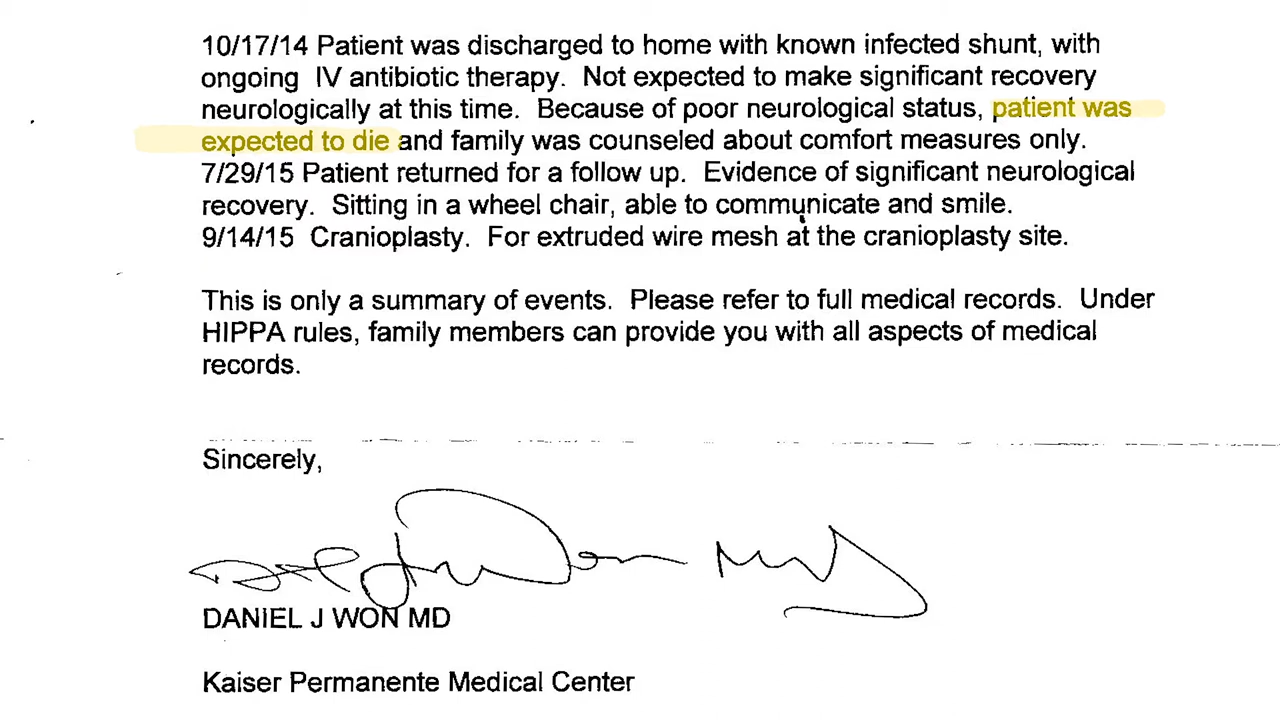 10/17/14 Patient was discharged to home with known infected shunt, with
ongoing IV antibiotic therapy. Not expected to make significant recovery
neurologically at this time. Because of poor neurological status, patient was
expected to die and family was counseled about comfort measures only.
7/29/15 Patient returned for a follow up. Evidence of significant neurological
recovery. Sitting in a wheel chair, able to communicate and smile.
9/14/15 Cranioplasty. For extruded wire mesh at the cranioplasty site.
This is only a summary of events. Please refer to full medical records. Under
HIPPA rules, family members can provide you with all aspects of medical
records.
Sincerely,
DANIEL J WON MD
Kaiser Permanente Medical Center